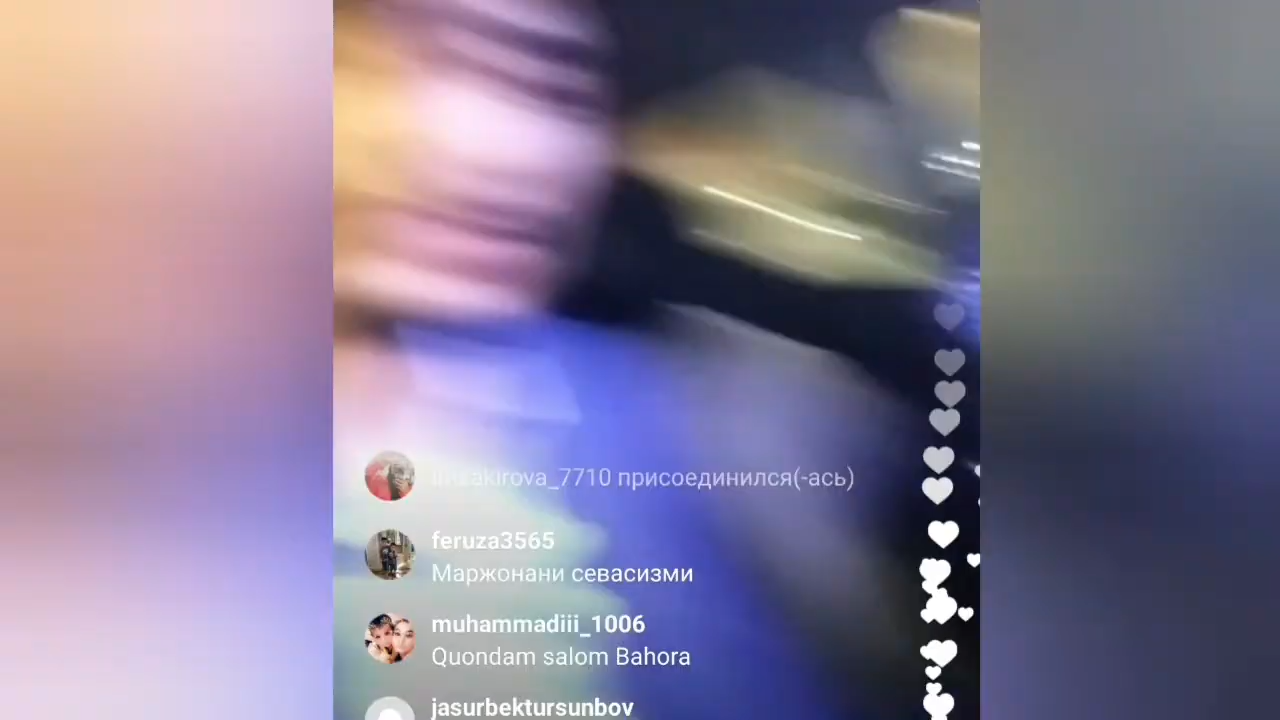 присоединился(-ась)
feruza3565
Маржонани севасизми
muhammadiii_1006
Quondam salom Bahora
jasurbektursunbov